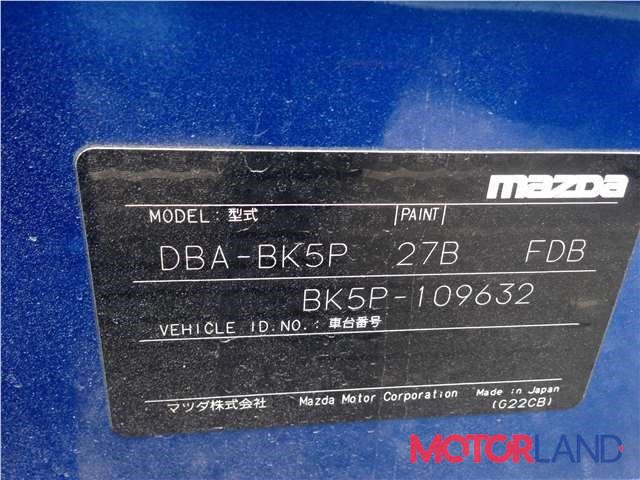 mazda
MODEL: 型式 |PAINT|
DBA-BK5P 27B FDB
BK5P-109632
VEHICLE ID.NO.: 車台番号
マツダ株式会社 Mazda Motor Corporation Made in Japan
(G22CB)
MOTORLAND